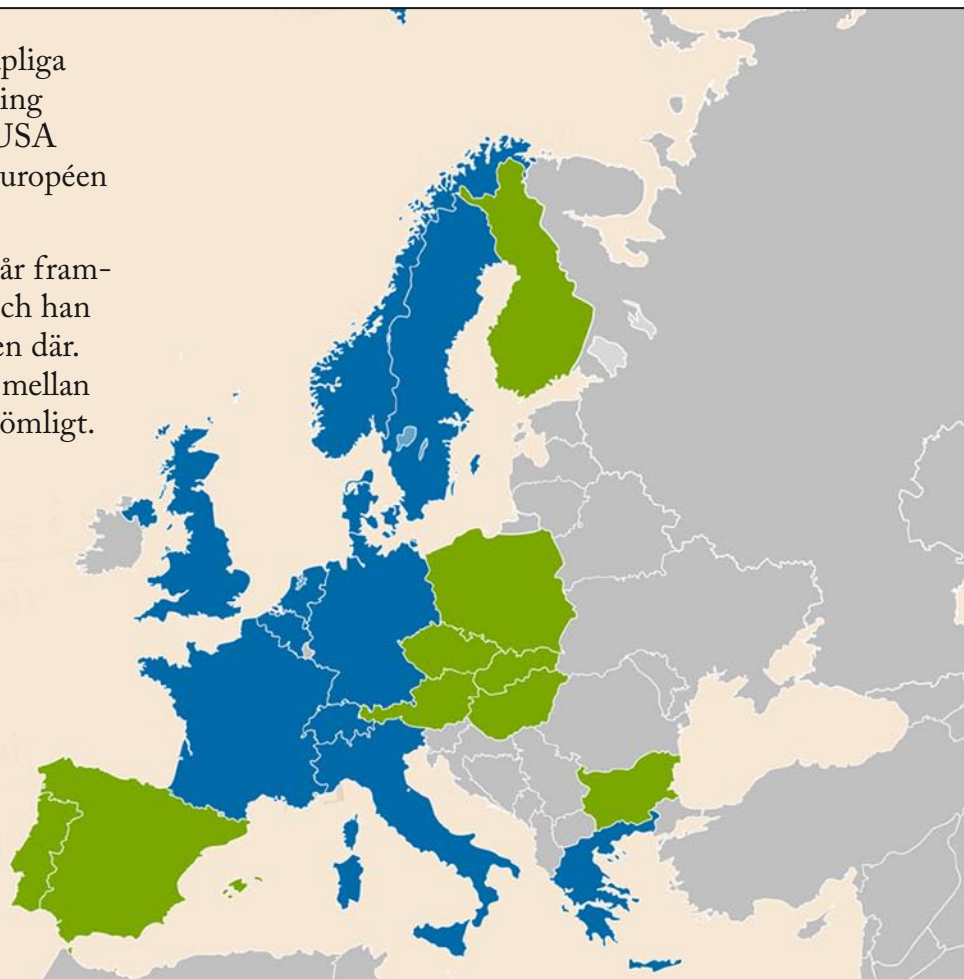 pliga
ing
USA
uropéen
år fram-
ch han
en där.
mellan
ömligt.